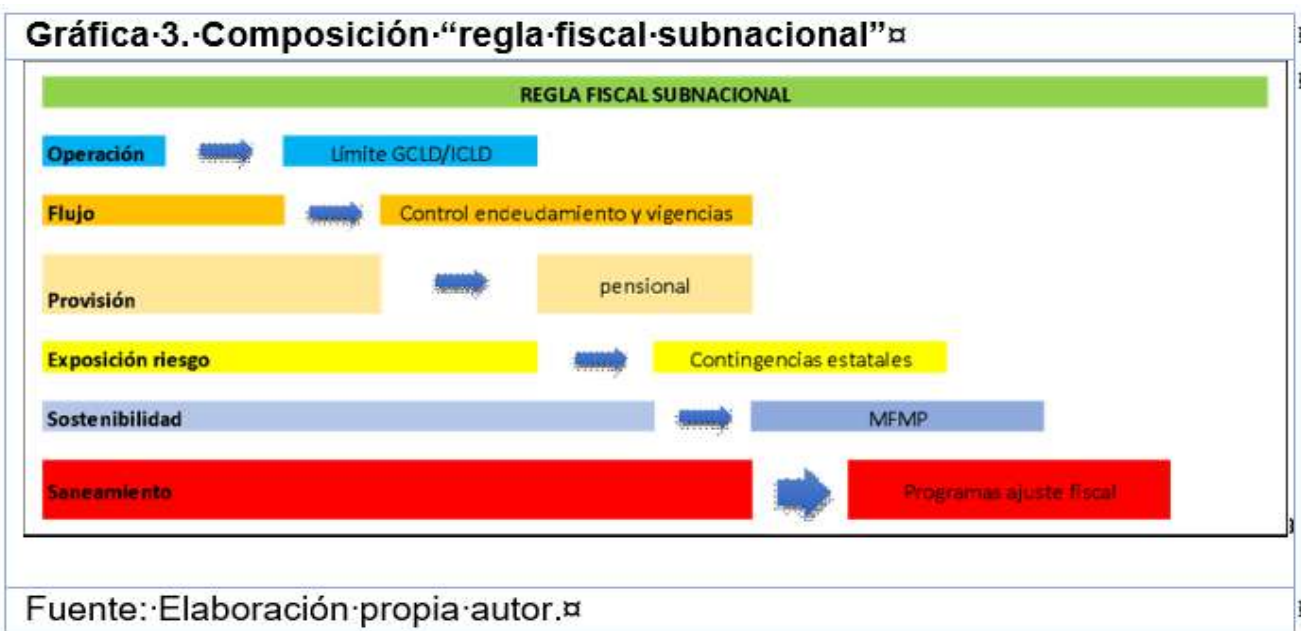 Gráfica·3.·Composición·“regla·fiscal·subnacional”¤
REGLA FISCAL SUBNACIONAL
Operación Límite GCLD/ICLD
Flujo Control endeudamiento y vigencias
Provisión pensional
Exposición riesgo Contingencias estatales
Sostenibilidad MFMP
Saneamiento Programas ajuste fiscal
Fuente:·Elaboración·propia·autor.¤